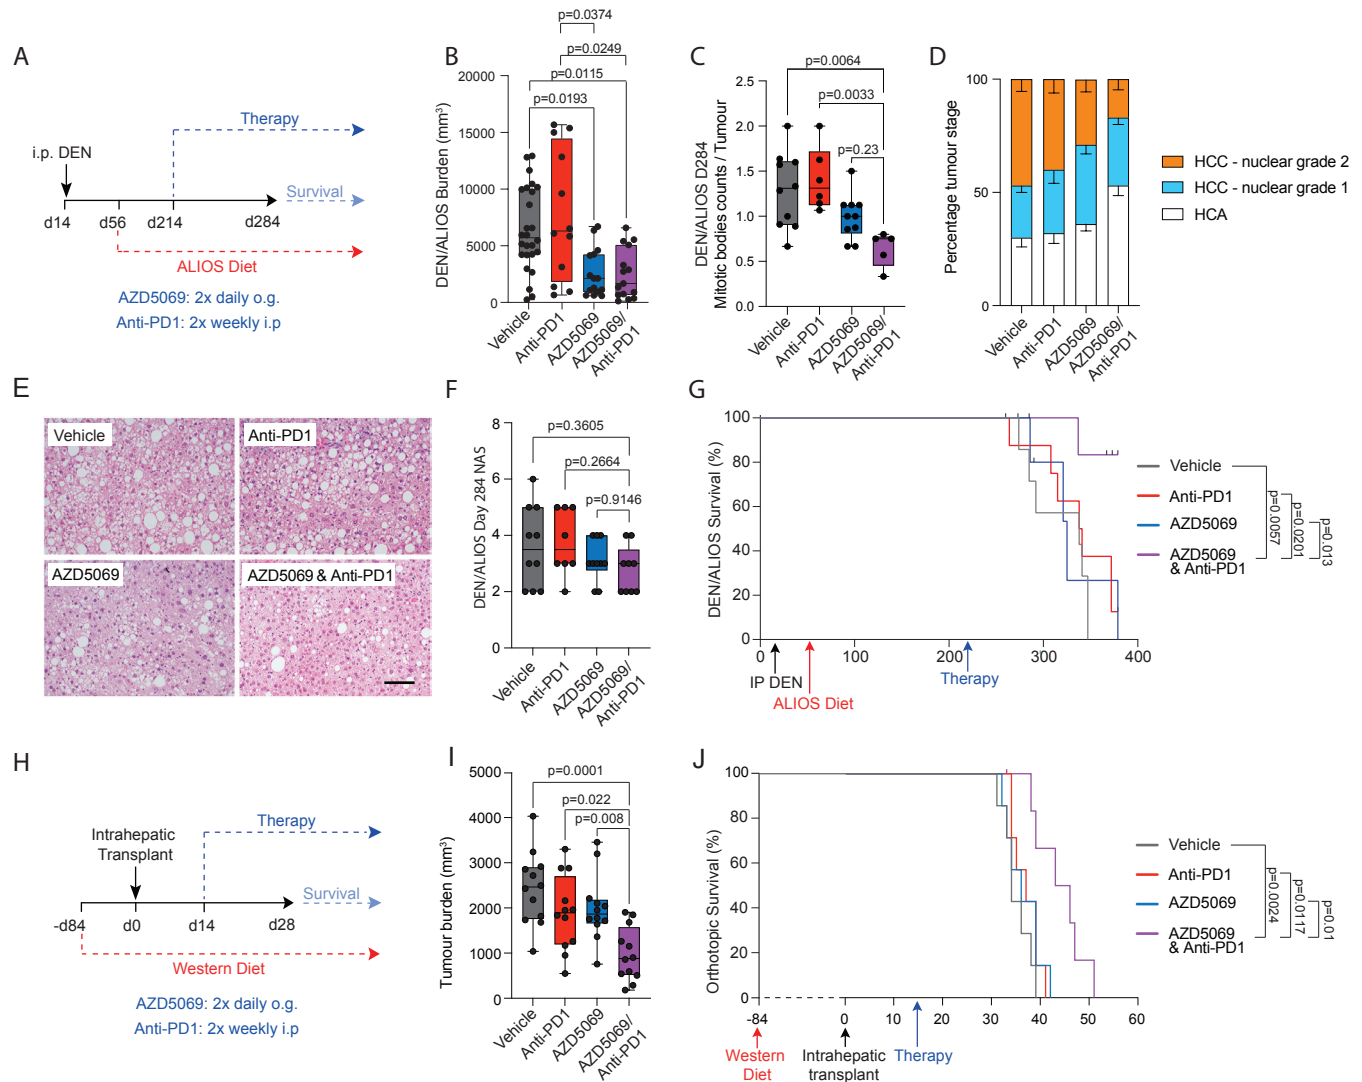 A
i.p. DEN
Therapy
Survival
d14
d56
d214
d284
ALIOS Diet
AZD5069: 2x daily o.g.
Anti-PD1: 2x weekly i.p
B
p=0.0374
p=0.0249
p=0.0115
p=0.0193
DEN/ALIOS Burden (mm³)
20000
15000
10000
5000
0
Vehicle
Anti-PD1
AZD5069
AZD5069/
Anti-PD1
C
p=0.0064
p=0.0033
p=0.23
DEN/ALIOS D284
Mitotic bodies counts / Tumour
2.5
2.0
1.5
1.0
0.5
0.0
Vehicle
Anti-PD1
AZD5069
AZD5069/
Anti-PD1
D
Percentage tumour stage
100
50
0
Vehicle
Anti-PD1
AZD5069
AZD5069/
Anti-PD1
HCC - nuclear grade 2
HCC - nuclear grade 1
HCA
E
Vehicle
Anti-PD1
AZD5069
AZD5069 & Anti-PD1
F
DEN/ALIOS Day 284 NAS
8
6
4
2
0
p=0.3605
p=0.2664
p=0.9146
Vehicle
Anti-PD1
AZD5069
AZD5069/
Anti-PD1
G
DEN/ALIOS Survival (%)
100
80
60
40
20
0
0
100
200
300
400
IP DEN
ALIOS Diet
Therapy
Vehicle
Anti-PD1
AZD5069
AZD5069
& Anti-PD1
p=0.0057
p=0.0201
p=0.013
H
Intrahepatic
Transplant
Therapy
Survival
-d84
d0
d14
d28
Western Diet
AZD5069: 2x daily o.g.
Anti-PD1: 2x weekly i.p
I
Tumour burden (mm³)
5000
4000
3000
2000
1000
0
p=0.0001
p=0.022
p=0.008
Vehicle
Anti-PD1
AZD5069
AZD5069/
Anti-PD1
J
Orthotopic Survival (%)
100
80
60
40
20
0
-84
0
10
20
30
40
50
60
Western
Diet
Intrahepatic
transplant
Therapy
Vehicle
Anti-PD1
AZD5069
AZD5069
& Anti-PD1
p=0.0024
p=0.0117
p=0.01